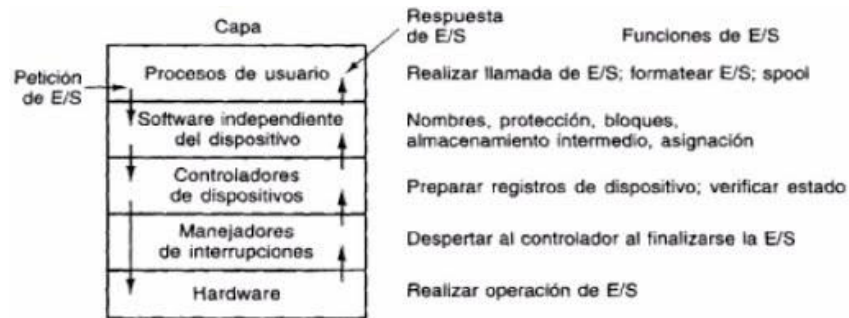 Capa
Respuesta
de E/S
Funciones de E/S
Petición
de E/S
Procesos de usuario
Realizar llamada de E/S; formatear E/S; spool
Software independiente
del dispositivo
Nombres, protección, bloques,
almacenamiento intermedio, asignación
Controladores
de dispositivos
Preparar registros de dispositivo; verificar estado
Manejadores
de interrupciones
Despertar al controlador al finalizarse la E/S
Hardware
Realizar operación de E/S